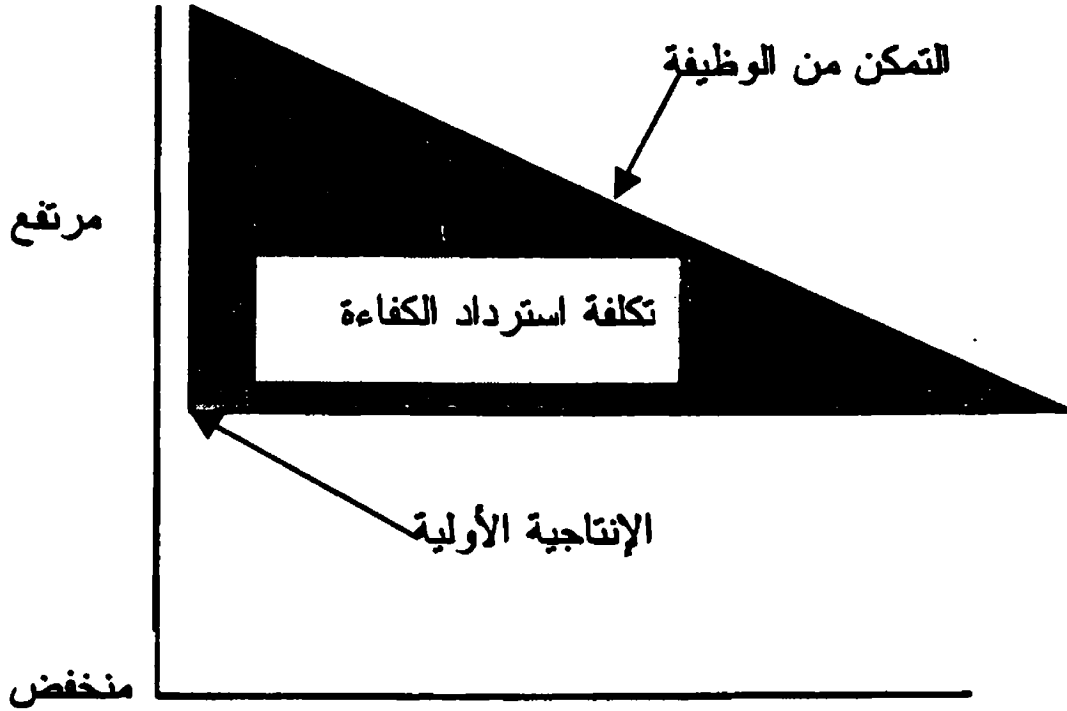 التمكن من الوظيفة
مرتفع
تكلفة استرداد الكفاءة
الإنتاجية الأولية
منخفض